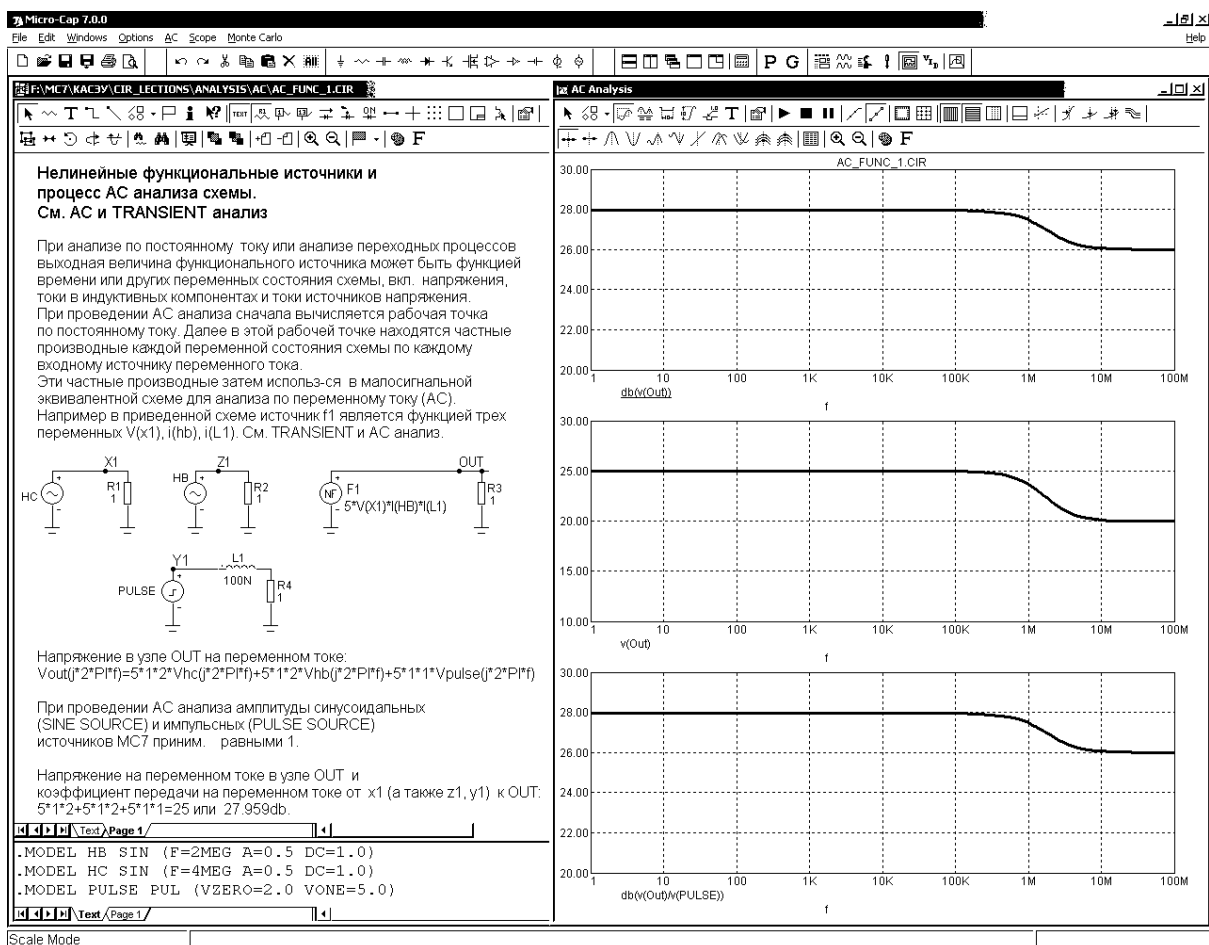 Micro-Cap 7.0.0
File Edit Windows Options AC Scope Monte Carlo
Help
P G
F:\MC7\КАСЭУ\CIR_LECTIONS\ANALYSIS\AC\AC_FUNC_1.CIR
AC Analysis
Нелинейные функциональные источники и
процесс АС анализа схемы.
См. АС и TRANSIENT анализ
При анализе по постоянному току или анализе переходных процессов
выходная величина функционального источника может быть функцией
времени или других переменных состояния схемы, вкл. напряжения,
токи в индуктивных компонентах и токи источников напряжения.
При проведении АС анализа сначала вычисляется рабочая точка
по постоянному току. Далее в этой рабочей точке находятся частные
производные каждой переменной состояния схемы по каждому
входному источнику переменного тока.
Эти частные производные затем использ-ся в малосигнальной
эквивалентной схеме для анализа по переменному току (АС).
Например в приведенной схеме источник f1 является функцией трех
переменных V(x1), i(hb), i(L1). См. TRANSIENT и АС анализ.
X1
HC
R1
1
Z1
HB
R2
1
OUT
NF
F1
5*V(X1)*I(HB)*I(L1)
R3
1
Y1
L1
100N
PULSE
R4
1
Напряжение в узле OUT на переменном токе:
Vout(j*2*PI*f)=5*1*2*Vhc(j*2*PI*f)+5*1*2*Vhb(j*2*PI*f)+5*1*1*Vpulse(j*2*PI*f)
При проведении АС анализа амплитуды синусоидальных
(SINE SOURCE) и импульсных (PULSE SOURCE)
источников МС7 приним. равными 1.
Напряжение на переменном токе в узле OUT и
коэффициент передачи на переменном токе от x1 (а также z1, y1) к OUT:
5*1*2+5*1*2+5*1*1=25 или 27.959db.
Text Page 1
.MODEL HB SIN (F=2MEG A=0.5 DC=1.0)
.MODEL HC SIN (F=4MEG A=0.5 DC=1.0)
.MODEL PULSE PUL (VZERO=2.0 VONE=5.0)
Text Page 1
Scale Mode
AC_FUNC_1.CIR
30.00
28.00
26.00
24.00
22.00
20.00
1 10 100 1K 10K 100K 1M 10M 100M
db(v(Out))
f
30.00
25.00
20.00
15.00
10.00
1 10 100 1K 10K 100K 1M 10M 100M
v(Out)
f
30.00
28.00
26.00
24.00
22.00
20.00
1 10 100 1K 10K 100K 1M 10M 100M
db(v(Out)/v(PULSE))
f